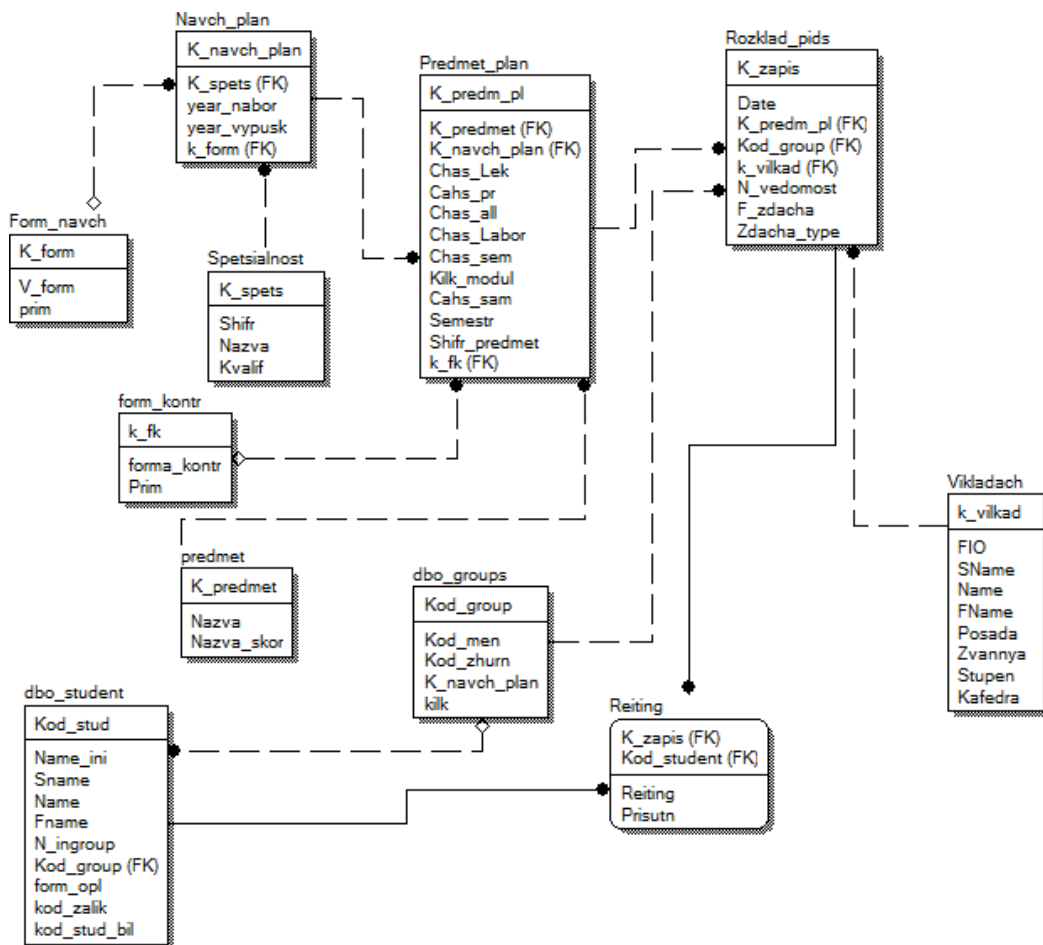 Navch_plan
K_navch_plan
K_spets (FK)
year_nabor
year_vypusk
k_form (FK)
Predmet_plan
K_predm_pl
K_predmet (FK)
K_navch_plan (FK)
Chas_Lek
Cahs_pr
Chas_all
Chas_Labor
Chas_sem
Kilk_modul
Cahs_sam
Semestr
Shifr_predmet
k_fk (FK)
Rozklad_pids
K_zapis
Date
K_predm_pl (FK)
Kod_group (FK)
k_vilkad (FK)
N_vedomost
F_zdacha
Zdacha_type
Form_navch
K_form
V_form
prim
Spetsialnost
K_spets
Shifr
Nazva
Kvalif
form_kontr
k_fk
forma_kontr
Prim
predmet
K_predmet
Nazva
Nazva_skor
dbo_groups
Kod_group
Kod_men
Kod_zhurn
K_navch_plan
kilk
Vikladach
k_vilkad
FIO
SName
Name
FName
Posada
Zvannya
Stupen
Kafedra
dbo_student
Kod_stud
Name_ini
Sname
Name
Fname
N_ingroup
Kod_group (FK)
form_opl
kod_zalik
kod_stud_bil
Reiting
K_zapis (FK)
Kod_student (FK)
Reiting
Prisutn